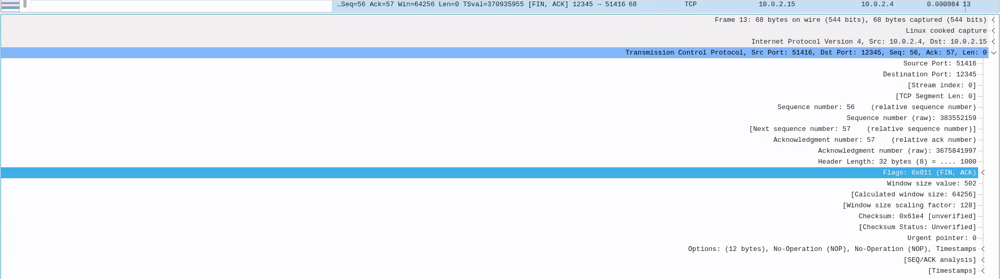 …Seq=56 Ack=57 Win=64256 Len=0 TSval=370935955 [FIN, ACK] 12345 → 51416 68 TCP 10.0.2.15 10.0.2.4 0.000984 13
Frame 13: 68 bytes on wire (544 bits), 68 bytes captured (544 bits)
Linux cooked capture
Internet Protocol Version 4, Src: 10.0.2.4, Dst: 10.0.2.15
Transmission Control Protocol, Src Port: 51416, Dst Port: 12345, Seq: 56, Ack: 57, Len: 0
Source Port: 51416
Destination Port: 12345
[Stream index: 0]
[TCP Segment Len: 0]
Sequence number: 56    (relative sequence number)
Sequence number (raw): 383552159
[Next sequence number: 57    (relative sequence number)]
Acknowledgment number: 57    (relative ack number)
Acknowledgment number (raw): 3675841997
Header Length: 32 bytes (8) = .... 1000
Flags: 0x011 (FIN, ACK)
Window size value: 502
[Calculated window size: 64256]
[Window size scaling factor: 128]
Checksum: 0x61e4 [unverified]
[Checksum Status: Unverified]
Urgent pointer: 0
Options: (12 bytes), No-Operation (NOP), No-Operation (NOP), Timestamps
[SEQ/ACK analysis]
[Timestamps]